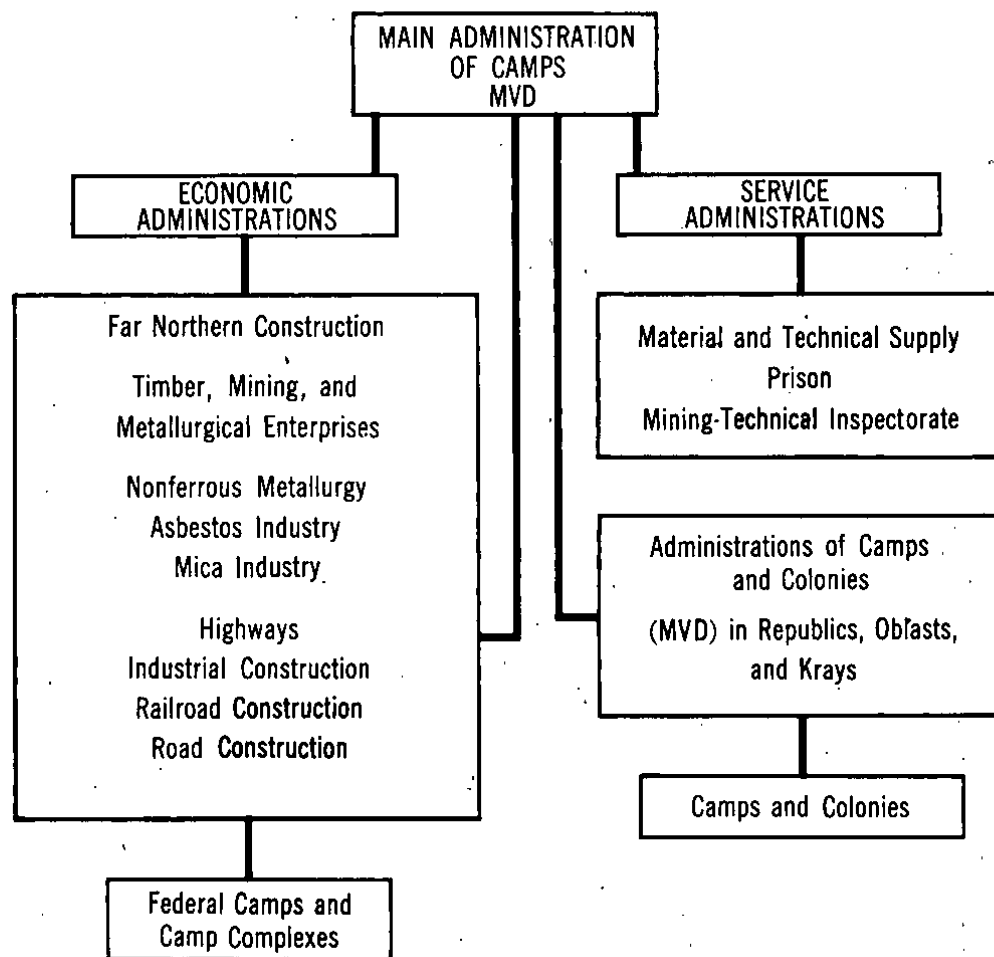 MAIN ADMINISTRATION
OF CAMPS
MVD
ECONOMIC
ADMINISTRATIONS
SERVICE
ADMINISTRATIONS
Far Northern Construction
Timber, Mining, and
Metallurgical Enterprises
Nonferrous Metallurgy
Asbestos Industry
Mica Industry
Highways
Industrial Construction
Railroad Construction
Road Construction
Federal Camps and
Camp Complexes
Material and Technical Supply
Prison
Mining-Technical Inspectorate
Administrations of Camps
and Colonies
(MVD) in Republics, Oblasts,
and Krays
Camps and Colonies